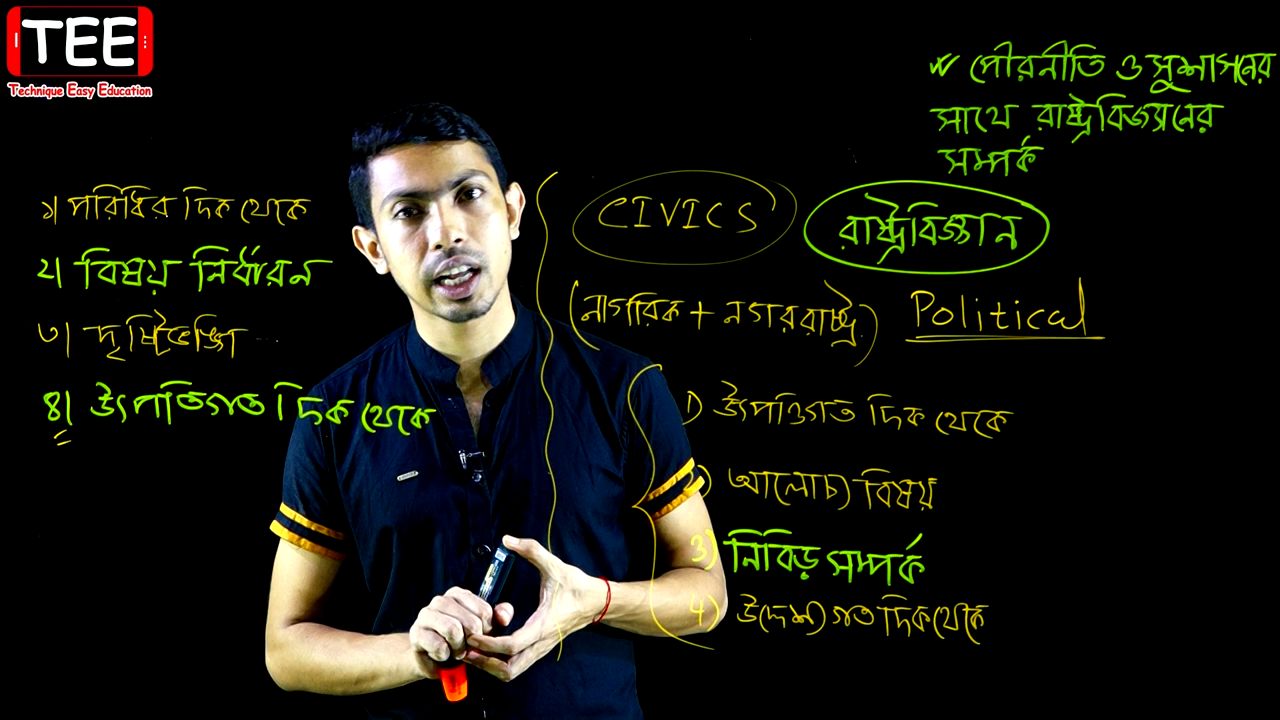 TEE
Technique Easy Education
পৌরনীতি ও সুশাসনের
সাথে রাষ্ট্রবিজ্ঞানের
সম্পর্ক
১| পরিধির দিক থেকে
২| বিষয় নির্ধারন
৩| দৃষ্টিভঙ্গি
৪| উৎপত্তিগত দিক থেকে
CIVICS
রাষ্ট্রবিজ্ঞান
(নাগরিক + নগররাষ্ট্র)
Political
1) উৎপত্তিগত দিক থেকে
2) আলোচ্য বিষয়
3) নিবিড় সম্পর্ক
4) উদ্দেশ্যগত দিক থেকে